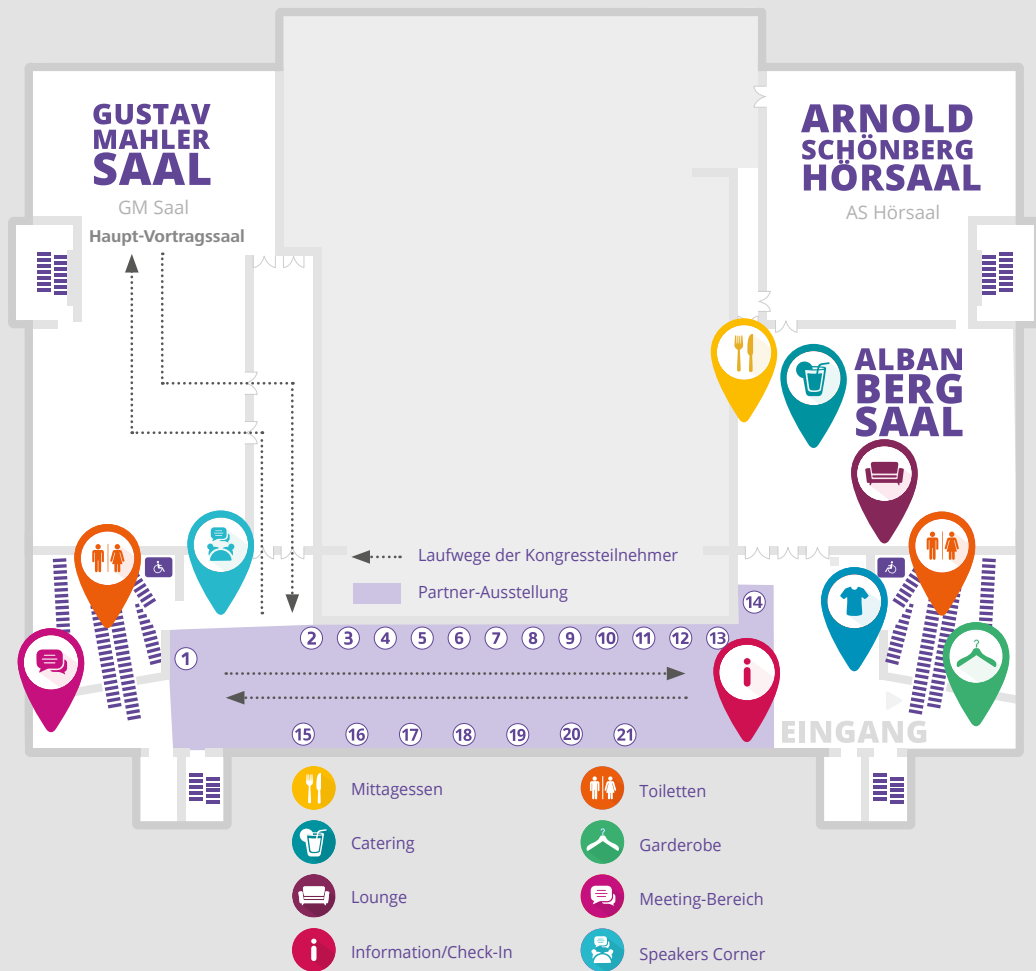 GUSTAV
MAHLER
SAAL
GM Saal
Haupt-Vortragssaal
ARNOLD
SCHÖNBERG
HÖRSAAL
AS Hörsaal
ALBAN
BERG
SAAL
Laufwege der Kongressteilnehmer
Partner-Ausstellung
14
1
2 3 4 5 6 7 8 9 10 11 12 13
i
15 16 17 18 19 20 21
EINGANG
Mittagessen
Catering
Lounge
i Information/Check-In
Toiletten
? Garderobe
Meeting-Bereich
Speakers Corner